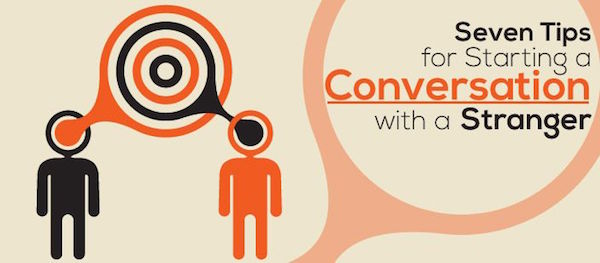 Seven Tips
for Starting a
Conversation
with a Stranger